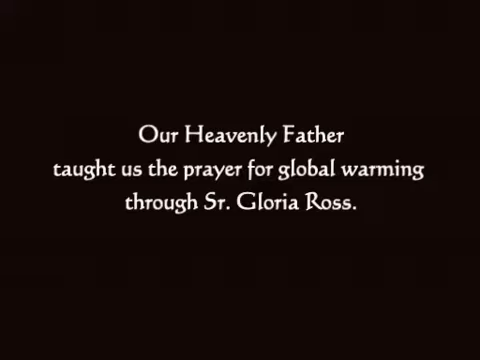 Our Heavenly Father
taught us the prayer for global warming
through Sr. Gloria Ross.